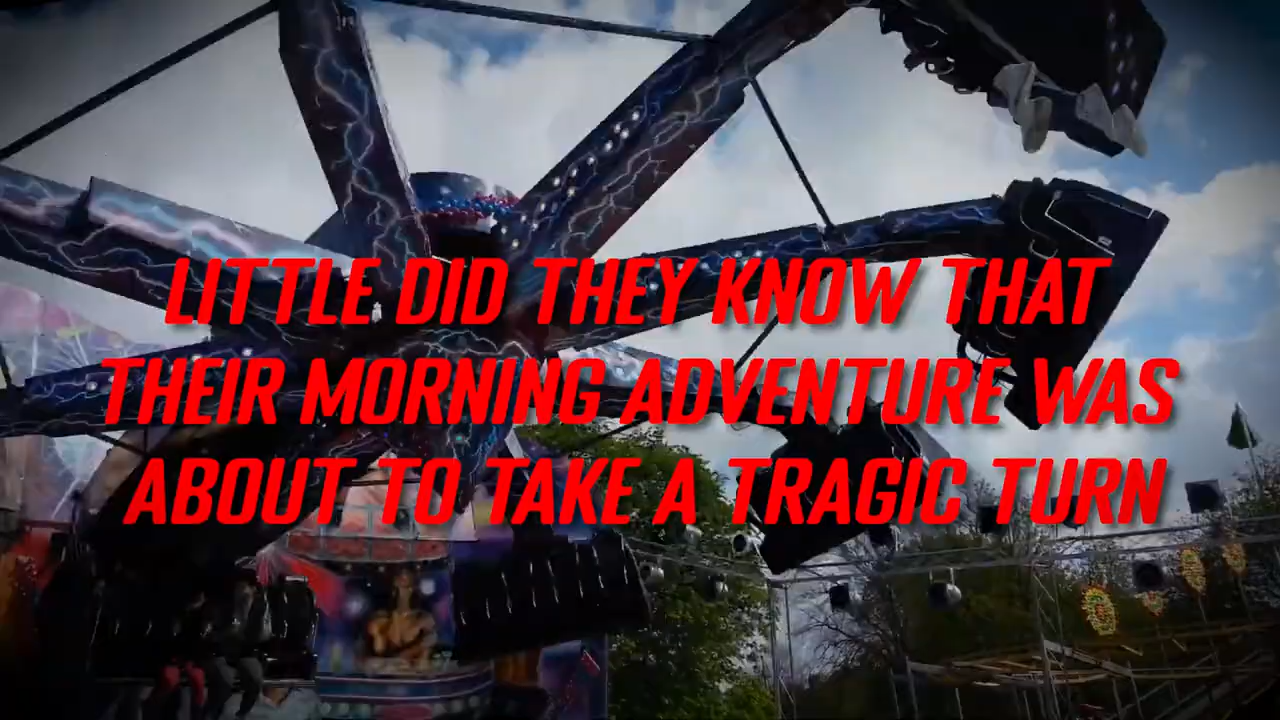 LITTLE DID THEY KNOW THAT
THEIR MORNING ADVENTURE WAS
ABOUT TO TAKE A TRAGIC TURN